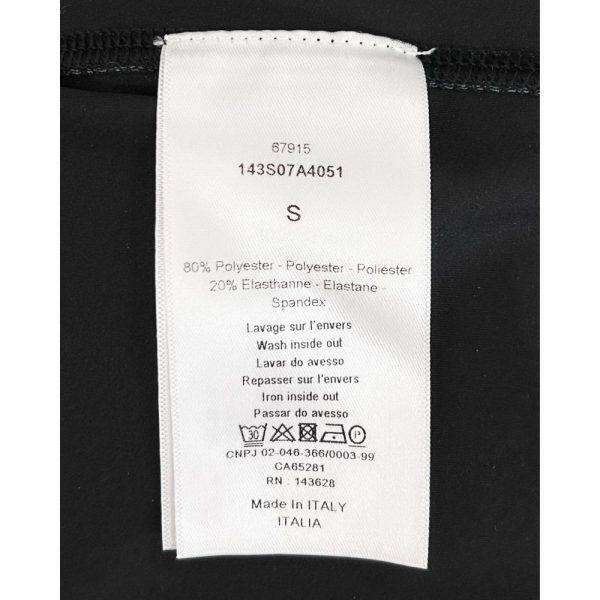 67915
143S07A4051
S
80% Polyester - Polyester - Poliéster
20% Elasthanne - Elastane -
Spandex
Lavage sur l'envers
Wash inside out
Lavar do avesso
Repasser sur l'envers
Iron inside out
Passar do avesso
30 P
CNPJ 02-046-366/0003-99
CA65281
RN : 143628
Made In ITALY
ITALIA